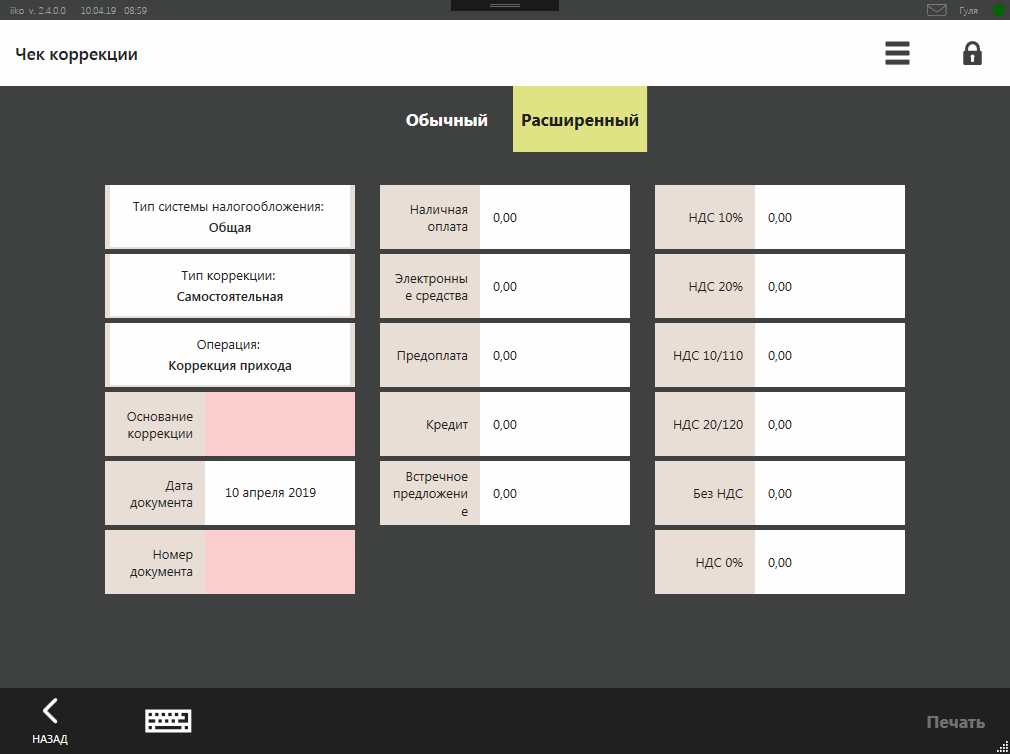 iiko v. 2.4.0.0 10.04.19 08:59 Гуля
Чек коррекции
Обычный Расширенный
Тип системы налогообложения:
Общая
Тип коррекции:
Самостоятельная
Операция:
Коррекция прихода
Основание
коррекции
Дата
документа
10 апреля 2019
Номер
документа
Наличная
оплата
0,00
Электронны
е средства
0,00
Предоплата 0,00
Кредит 0,00
Встречное
предложени
е
0,00
НДС 10% 0,00
НДС 20% 0,00
НДС 10/110 0,00
НДС 20/120 0,00
Без НДС 0,00
НДС 0% 0,00
НАЗАД
Печать